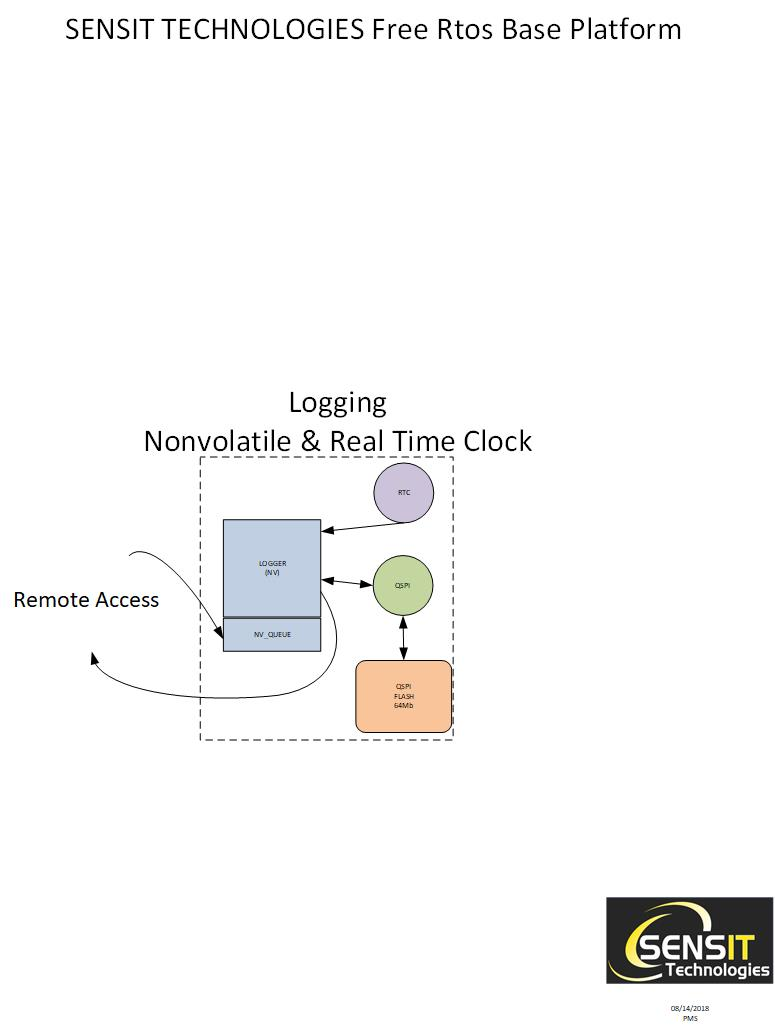 SENSIT TECHNOLOGIES Free Rtos Base Platform
Logging
Nonvolatile & Real Time Clock
RTC
LOGGER
(NV)
QSPI
Remote Access
NV_QUEUE
QSPI
FLASH
64Mb
SENSIT
Technologies
08/14/2018
PMS